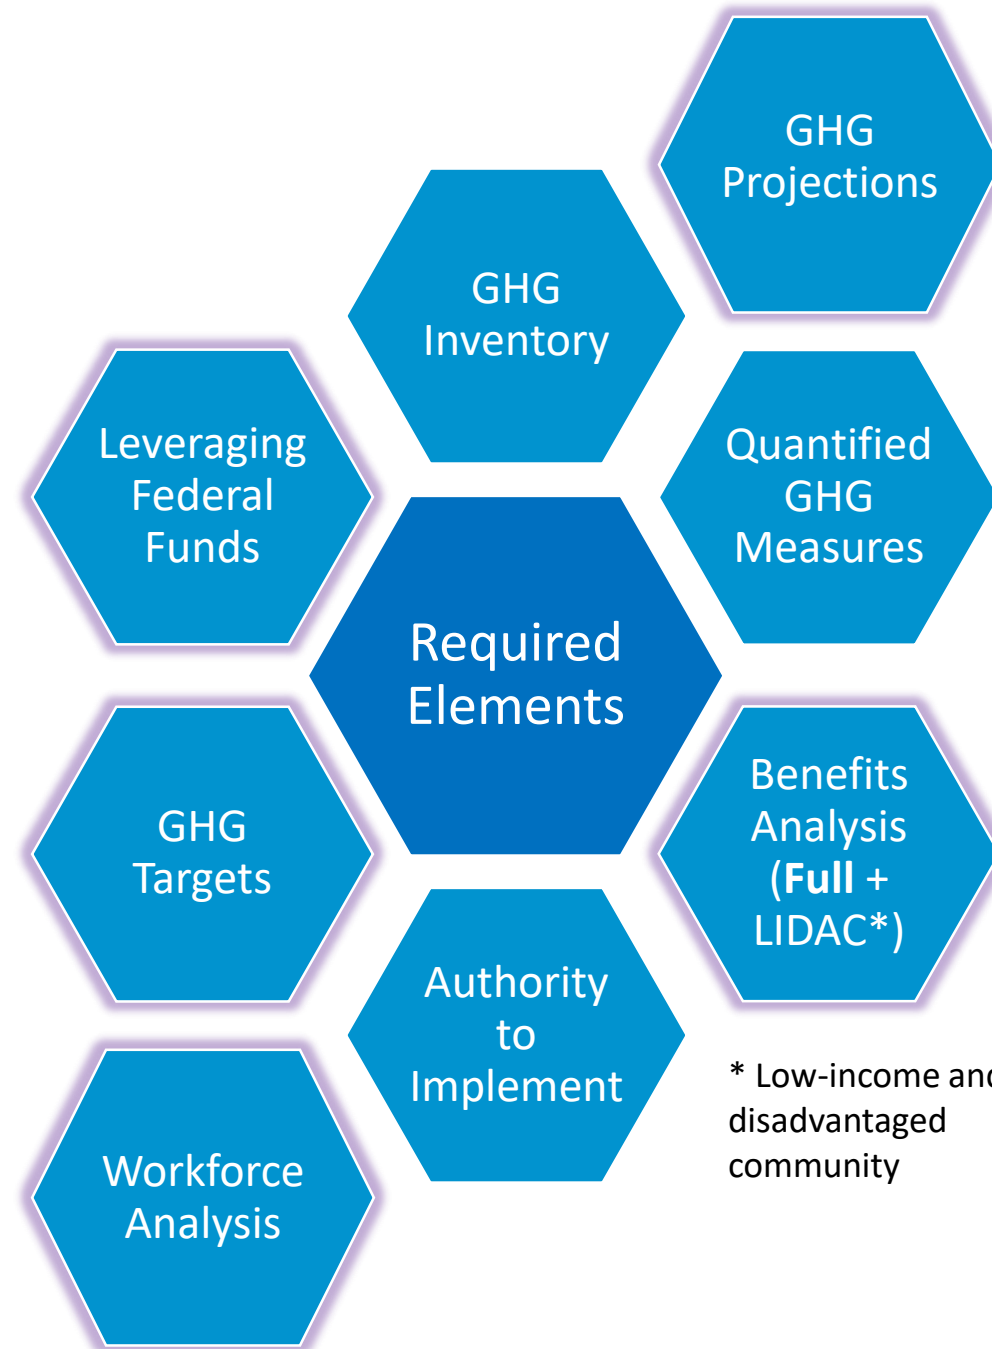 GHG
Projections
GHG
Inventory
Leveraging
Federal
Funds
Quantified
GHG
Measures
Required
Elements
GHG
Targets
Benefits
Analysis
(Full +
LIDAC*)
Authority
to
Implement
* Low-income and
disadvantaged
community
Workforce
Analysis